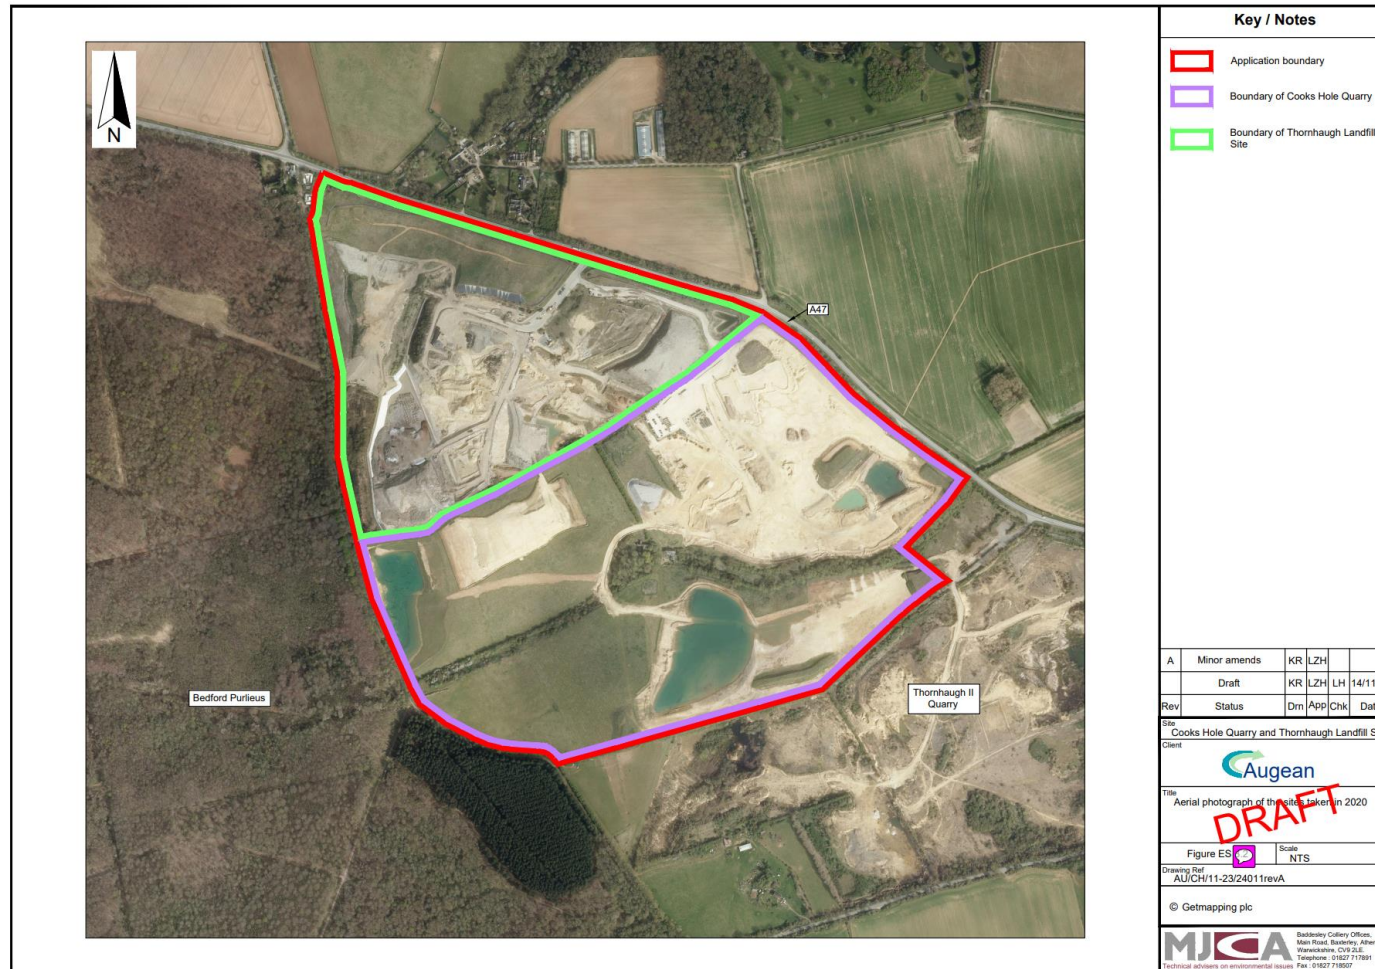 Key / Notes
Application boundary
Boundary of Cooks Hole Quarry
Boundary of Thornhaugh Landfill
Site
N
A47
Bedford Purlieus
Thornhaugh II
Quarry
A Minor amends KR LZH
Draft KR LZH LH 14/11
Rev Status Drn App Chk Dat
Site
Cooks Hole Quarry and Thornhaugh Landfill S
Client
Augean
Title
Aerial photograph of the sites taken in 2020
DRAFT
Figure ES
Scale
NTS
Drawing Ref
AU/CH/11-23/24011revA
© Getmapping plc
MJCA
Technical advisers on environmental issues
Baddesley Colliery Offices,
Main Road, Baxterley, Ather
Warwickshire, CV9 2LE.
Telephone : 01827 717891
Fax : 01827 718507